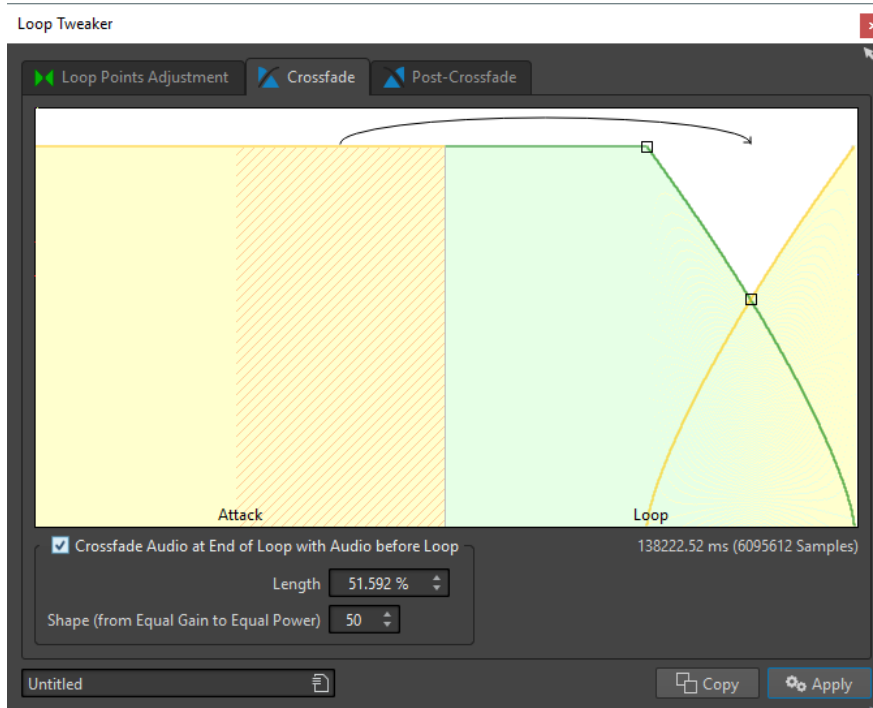 Loop Tweaker
Loop Points Adjustment
Crossfade
Post-Crossfade
Attack
Loop
Crossfade Audio at End of Loop with Audio before Loop
138222.52 ms (6095612 Samples)
Length 51.592 %
Shape (from Equal Gain to Equal Power) 50
Untitled
Copy
Apply